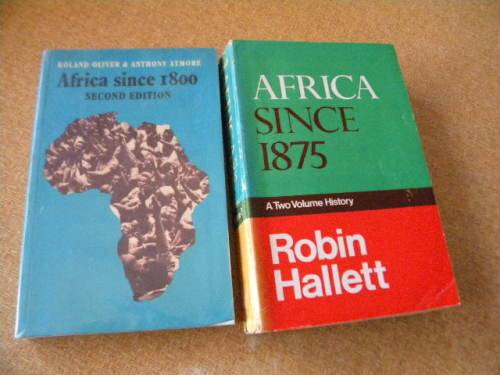 ROLAND OLIVER & ANTHONY ATMORE
Africa since 1800
SECOND EDITION
AFRICA
SINCE
1875
A Two Volume History
Robin
Hallett